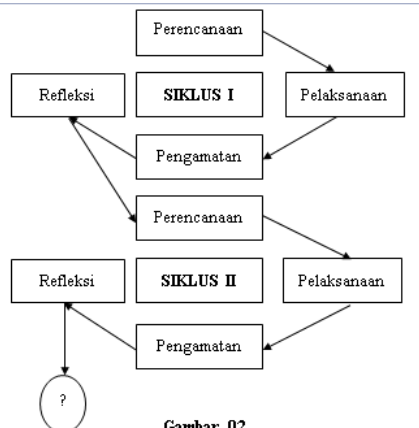 Perencanaan
Refleksi
SIKLUS I
Pelaksanaan
Pengamatan
Perencanaan
Refleksi
SIKLUS II
Pelaksanaan
Pengamatan
?
Gambar 02